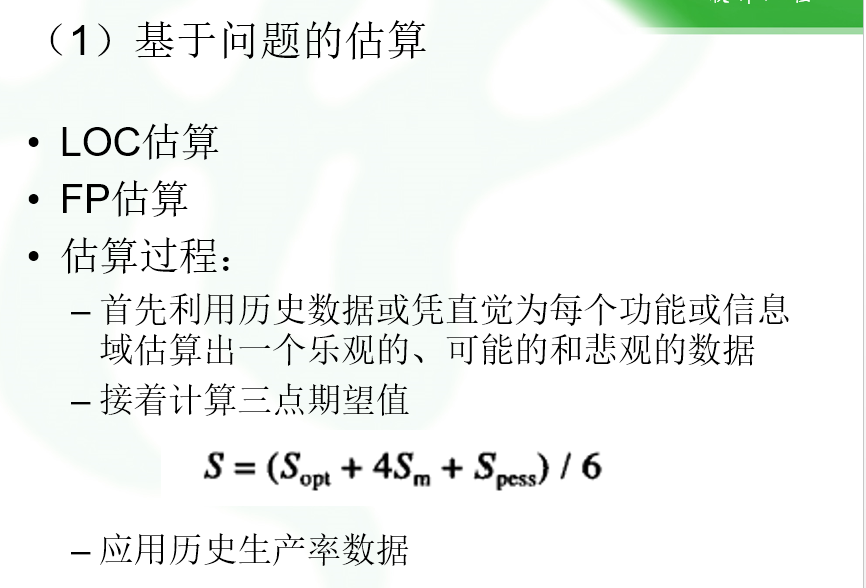 （1）基于问题的估算
• LOC估算
• FP估算
• 估算过程：
– 首先利用历史数据或凭直觉为每个功能或信息
域估算出一个乐观的、可能的和悲观的数据
– 接着计算三点期望值
S = (Sopt + 4Sm + Spess) / 6
– 应用历史生产率数据